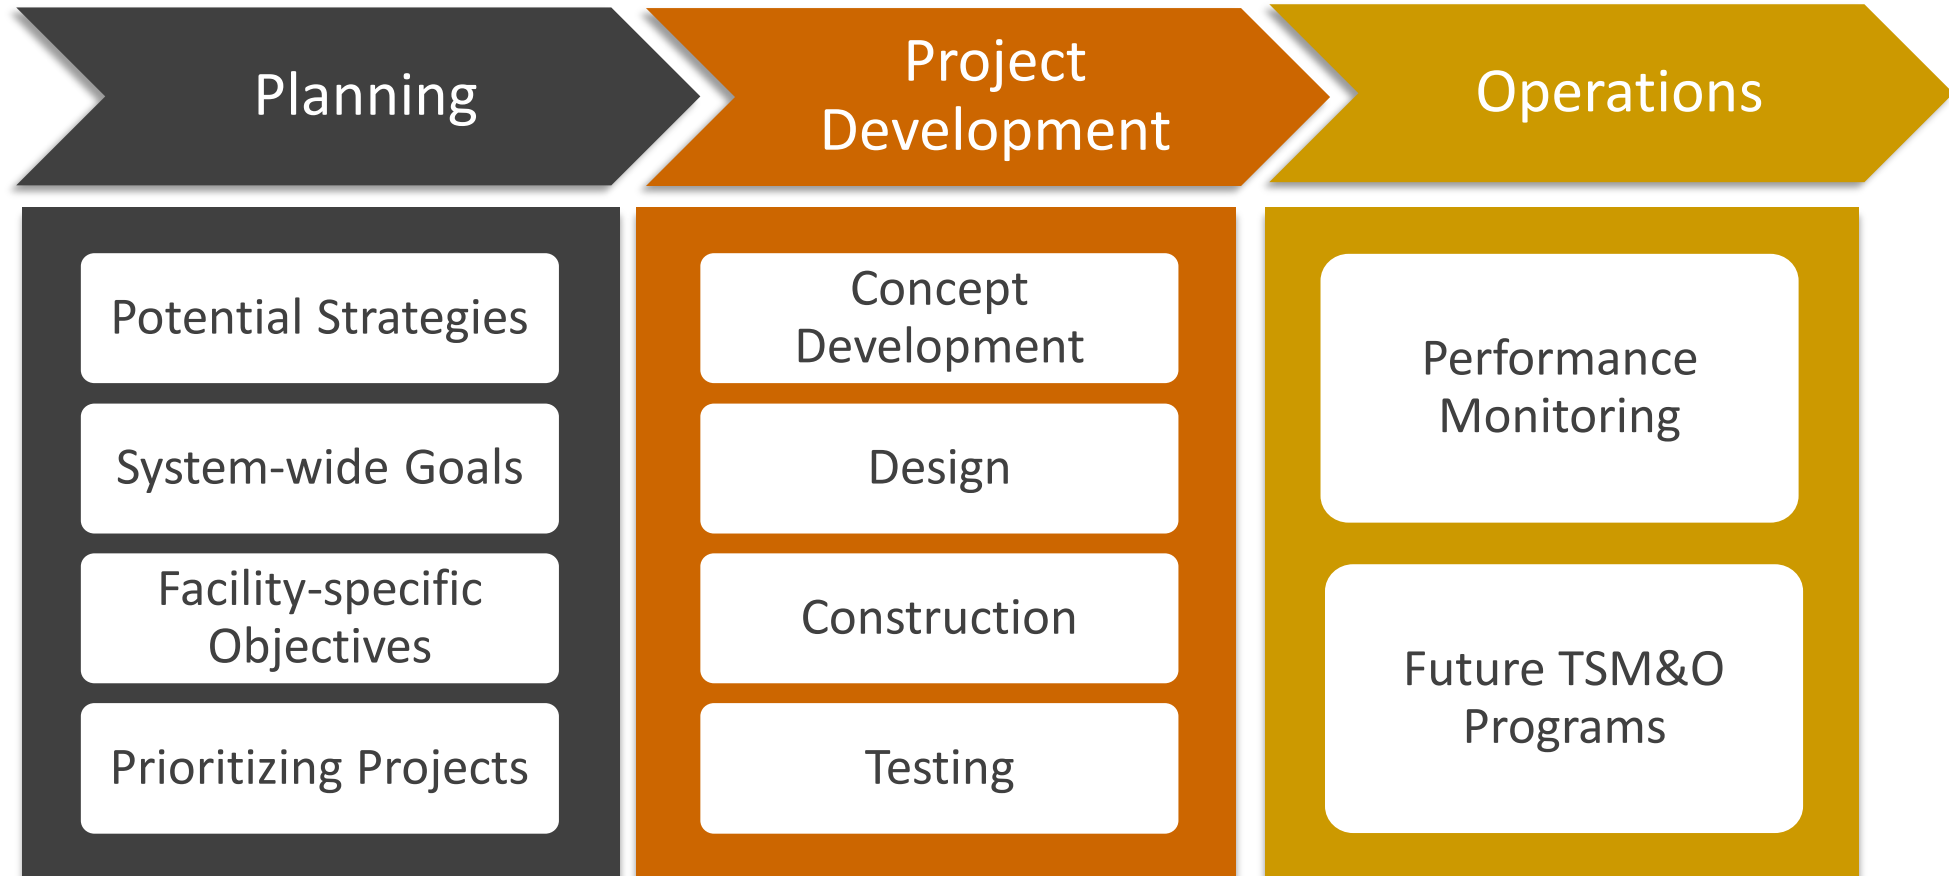 Planning
Project
Development
Operations
Potential Strategies
System-wide Goals
Facility-specific
Objectives
Prioritizing Projects
Concept
Development
Design
Construction
Testing
Performance
Monitoring
Future TSM&O
Programs